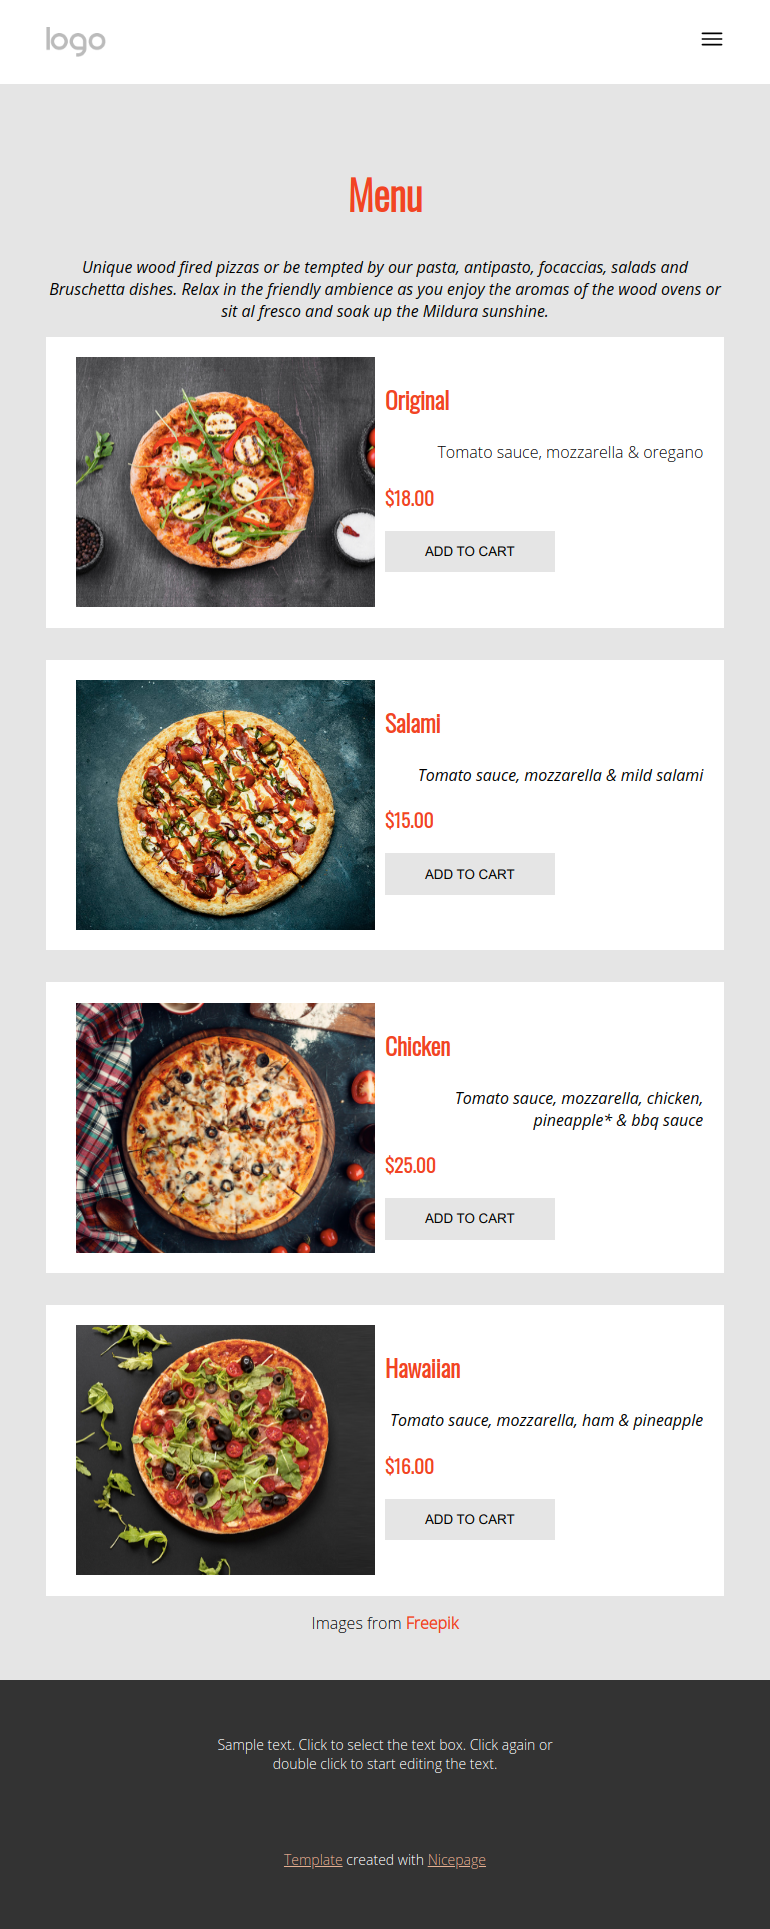 logo
Menu
Unique wood fired pizzas or be tempted by our pasta, antipasto, focaccias, salads and
Bruschetta dishes. Relax in the friendly ambience as you enjoy the aromas of the wood ovens or
sit al fresco and soak up the Mildura sunshine.
Original
Tomato sauce, mozzarella & oregano
$18.00
ADD TO CART
Salami
Tomato sauce, mozzarella & mild salami
$15.00
ADD TO CART
Chicken
Tomato sauce, mozzarella, chicken,
pineapple* & bbq sauce
$25.00
ADD TO CART
Hawaiian
Tomato sauce, mozzarella, ham & pineapple
$16.00
ADD TO CART
Images from Freepik
Sample text. Click to select the text box. Click again or
double click to start editing the text.
Template created with Nicepage